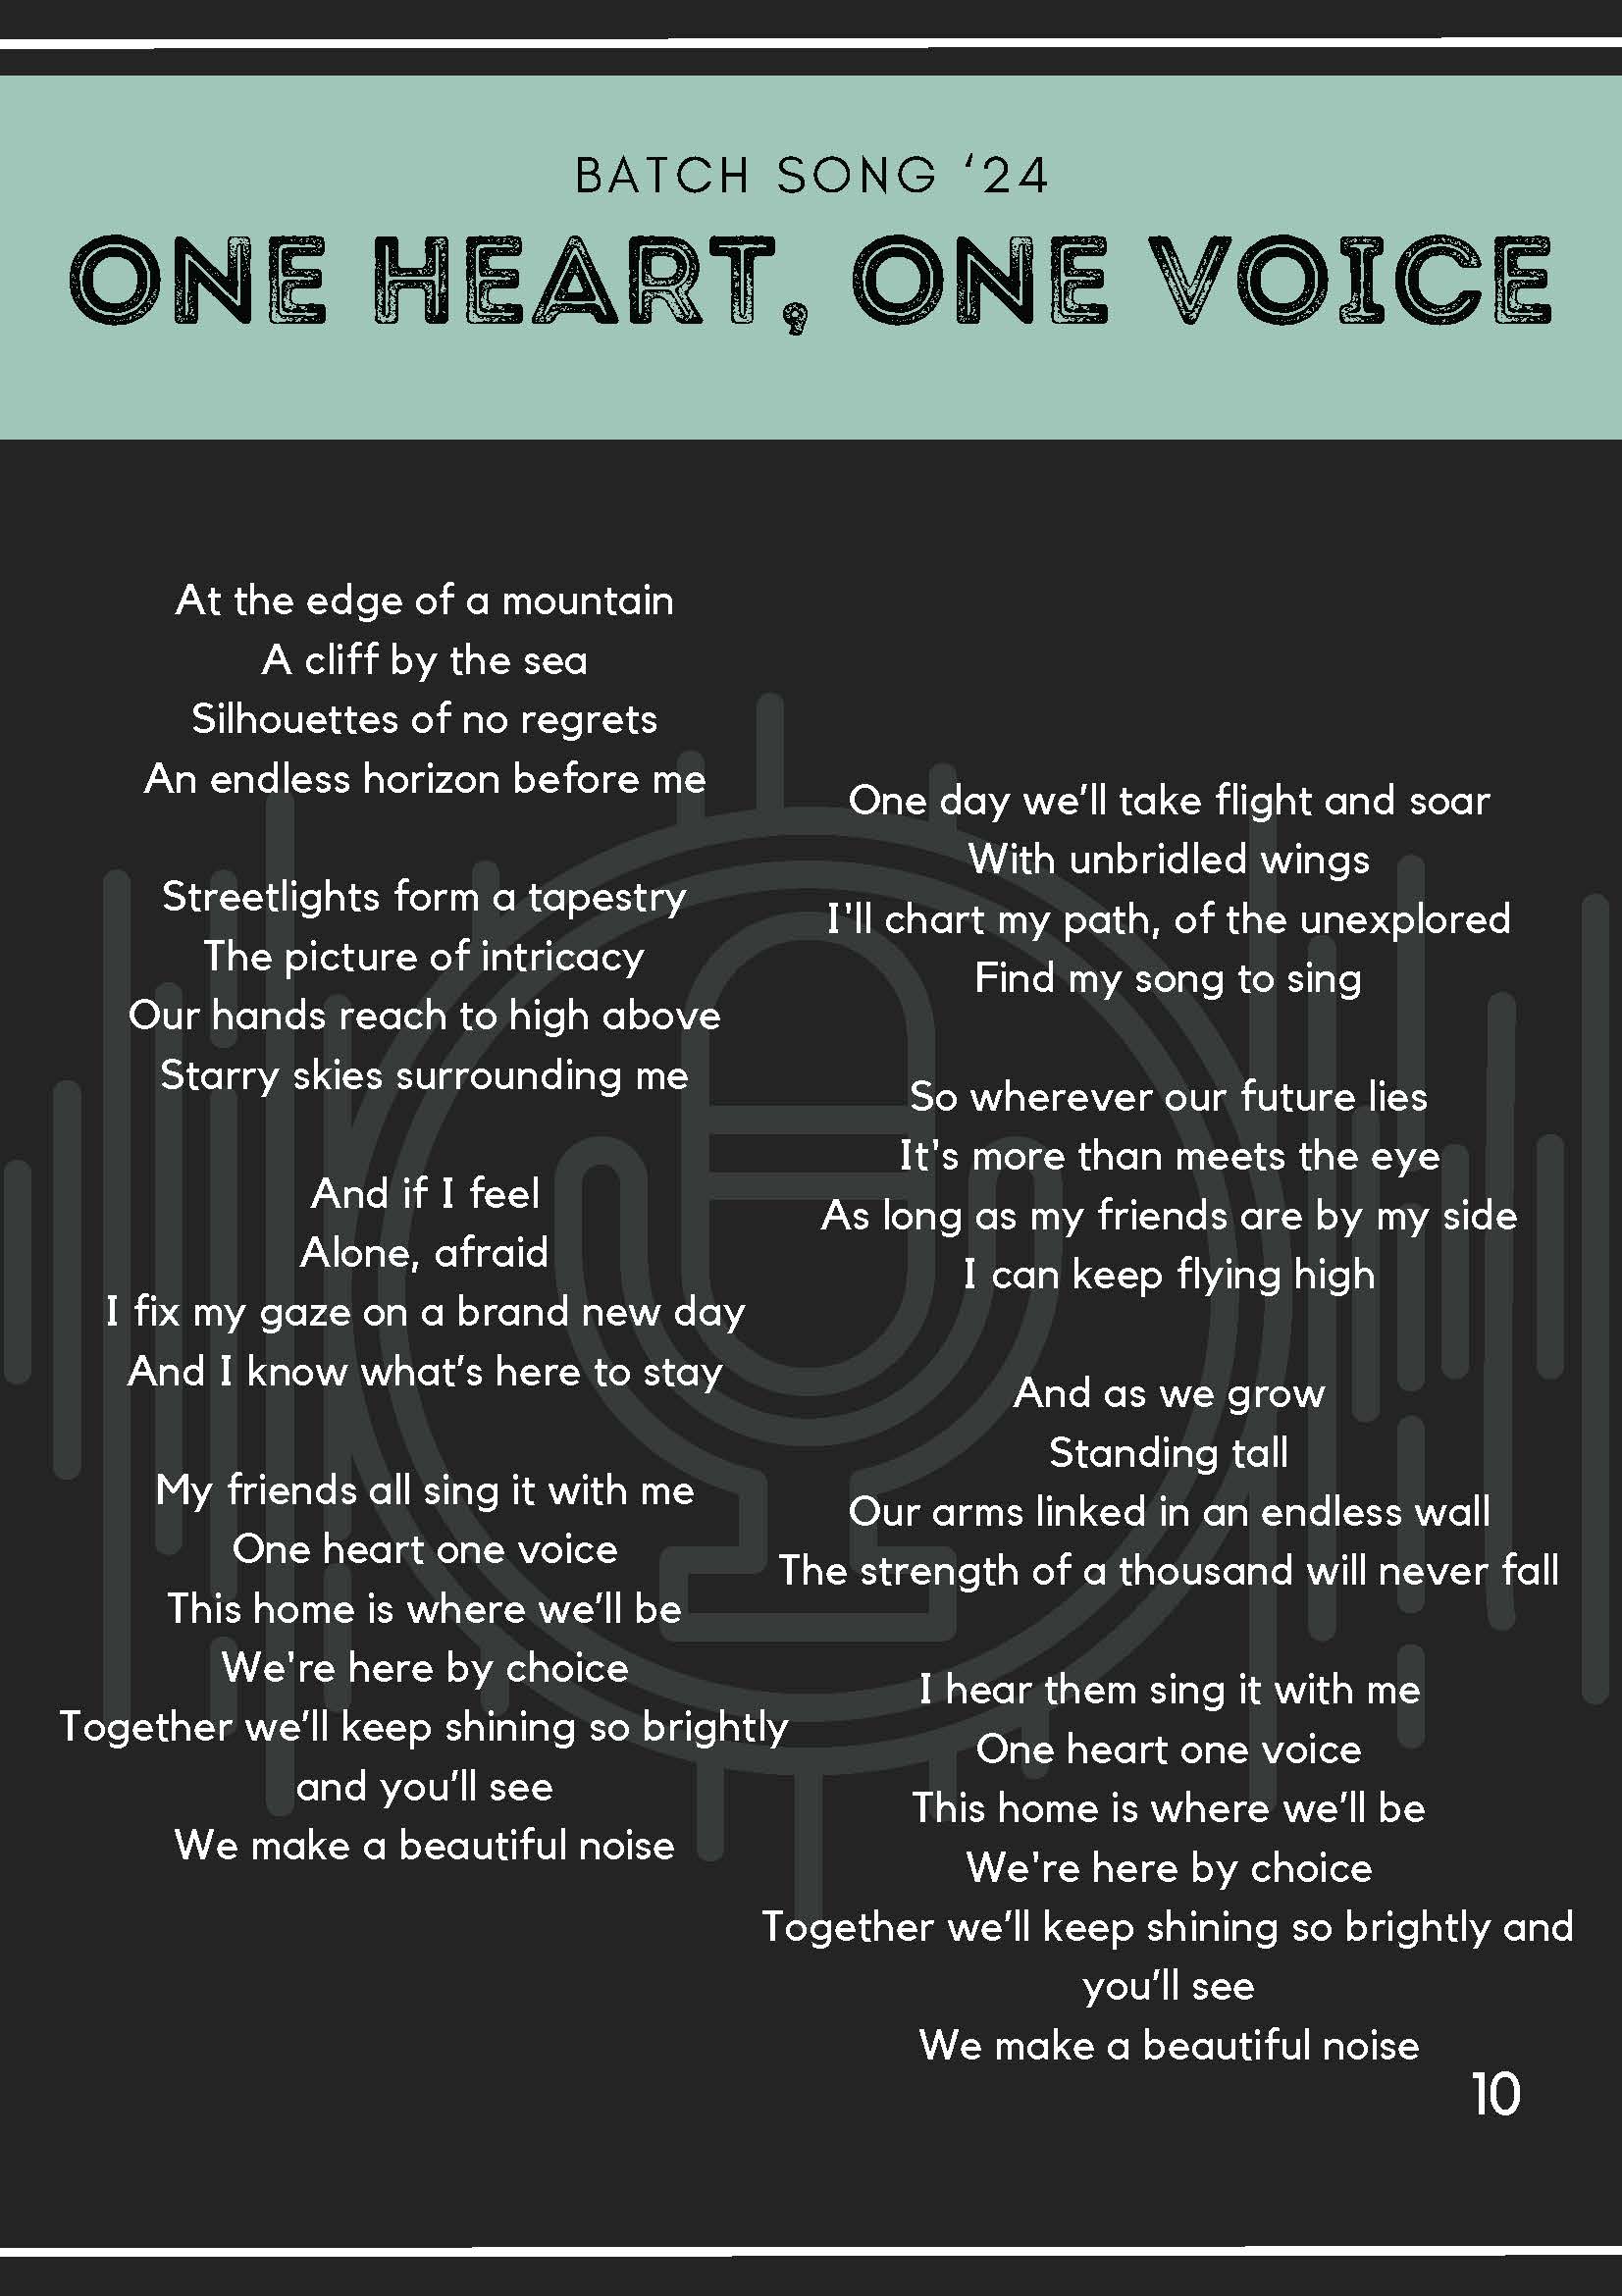 BATCH SONG ‘24
ONE HEART, ONE VOICE
At the edge of a mountain
A cliff by the sea
Silhouettes of no regrets
An endless horizon before me
Streetlights form a tapestry
The picture of intricacy
Our hands reach to high above
Starry skies surrounding me
And if I feel
Alone, afraid
I fix my gaze on a brand new day
And I know what’s here to stay
My friends all sing it with me
One heart one voice
This home is where we’ll be
We're here by choice
Together we’ll keep shining so brightly
and you’ll see
We make a beautiful noise
One day we’ll take flight and soar
With unbridled wings
I'll chart my path, of the unexplored
Find my song to sing
So wherever our future lies
It's more than meets the eye
As long as my friends are by my side
I can keep flying high
And as we grow
Standing tall
Our arms linked in an endless wall
The strength of a thousand will never fall
I hear them sing it with me
One heart one voice
This home is where we’ll be
We're here by choice
Together we’ll keep shining so brightly and
you’ll see
We make a beautiful noise
10